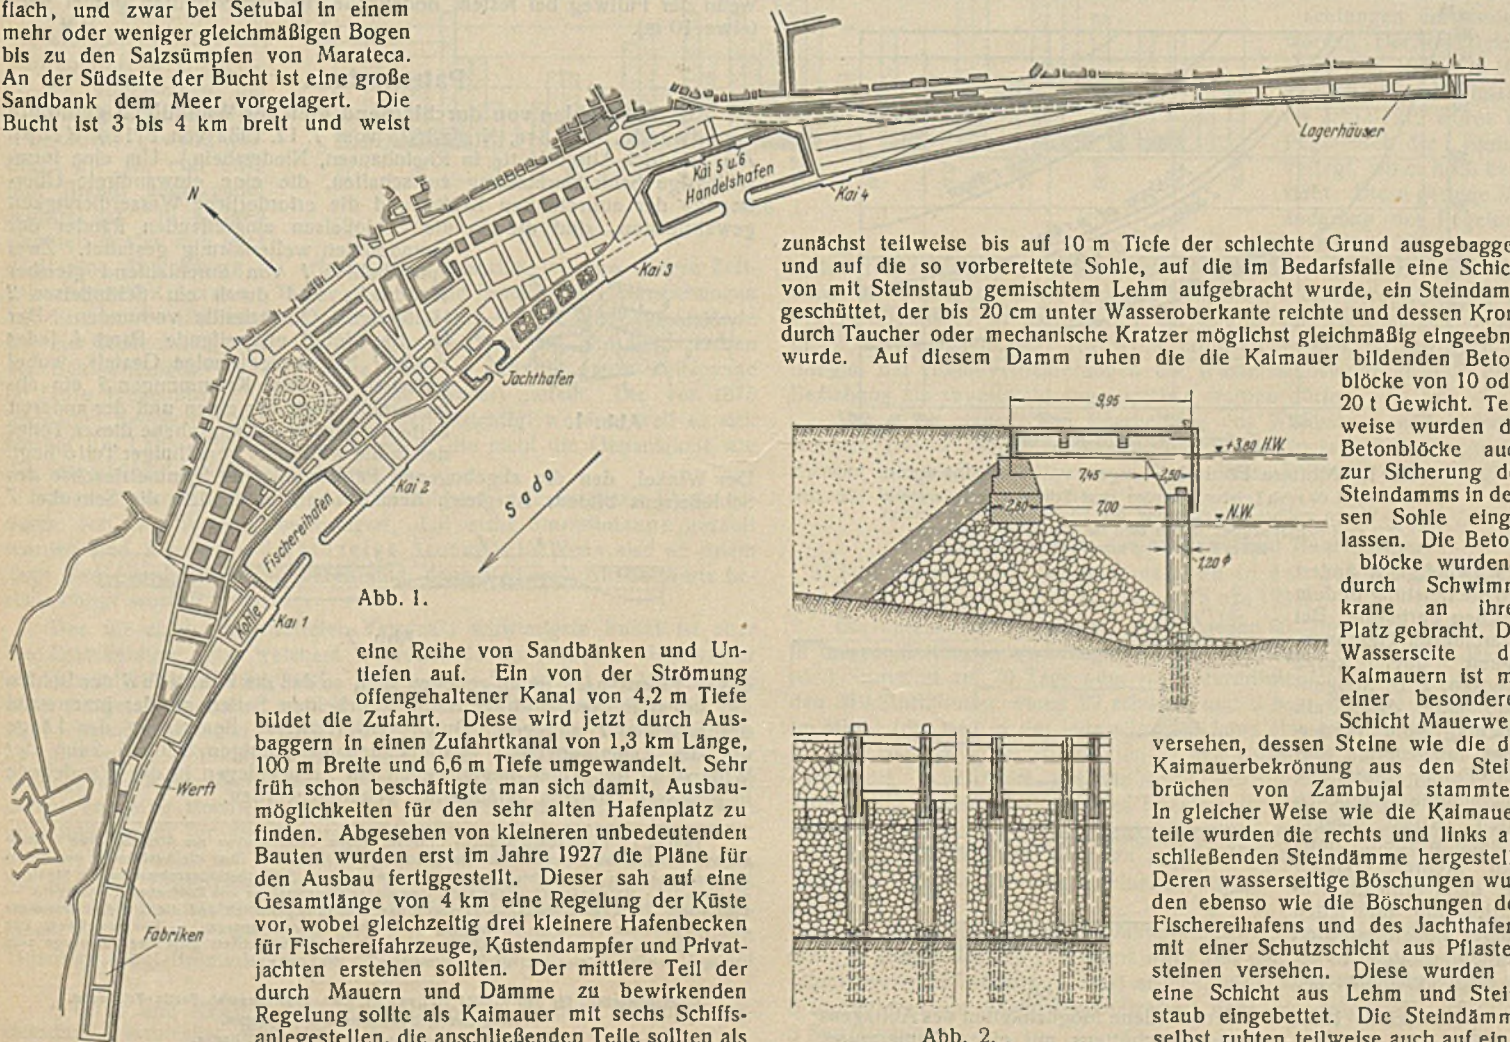 flach, und zwar bei Setubal in einem
mehr oder weniger gleichmäßigen Bogen
bis zu den Salzsümpfen von Marateca.
An der Südseite der Bucht ist eine große
Sandbank dem Meer vorgelagert. Die
Bucht ist 3 bis 4 km breit und weist
N
Lagerhäuser
Kai 5 u. 6
Handelshafen
Kai 4
Kai 3
Jachthafen
Kai 2
Sado
Fischereihafen
Kohle
Kai 1
Werft
Fabriken
Abb. 1.
eine Reihe von Sandbänken und Un-
tiefen auf. Ein von der Strömung
offengehaltener Kanal von 4,2 m Tiefe
bildet die Zufahrt. Diese wird jetzt durch Aus-
baggern in einen Zufahrtkanal von 1,3 km Länge,
100 m Breite und 6,6 m Tiefe umgewandelt. Sehr
früh schon beschäftigte man sich damit, Ausbau-
möglichkeiten für den sehr alten Hafenplatz zu
finden. Abgesehen von kleineren unbedeutenden
Bauten wurden erst im Jahre 1927 die Pläne für
den Ausbau fertiggestellt. Dieser sah auf eine
Gesamtlänge von 4 km eine Regelung der Küste
vor, wobei gleichzeitig drei kleinere Hafenbecken
für Fischereifahrzeuge, Küstendampfer und Privat-
jachten erstehen sollten. Der mittlere Teil der
durch Mauern und Dämme zu bewirkenden
Regelung sollte als Kaimauer mit sechs Schiffs-
anlegestellen, die anschließenden Teile sollten als
zunächst teilweise bis auf 10 m Tiefe der schlechte Grund ausgebagge
und auf die so vorbereitete Sohle, auf die im Bedarfsfalle eine Schic
von mit Steinstaub gemischtem Lehm aufgebracht wurde, ein Steindam
geschüttet, der bis 20 cm unter Wasseroberkante reichte und dessen Kron
durch Taucher oder mechanische Kratzer möglichst gleichmäßig eingeebn
wurde. Auf diesem Damm ruhen die die Kaimauer bildenden Beto
blöcke von 10 od
20 t Gewicht. Te
weise wurden d
Betonblöcke au
zur Sicherung d
Steindamms in de
sen Sohle eing
lassen. Die Beto
blöcke wurden
durch Schwim
krane an ihre
Platz gebracht. D
Wasserseite d
Kaimauern ist m
einer besondere
Schicht Mauerwe
versehen, dessen Steine wie die d
Kaimauerbekrönung aus den Stei
brüchen von Zambujal stammte
In gleicher Weise wie die Kaimaue
teile wurden die rechts und links a
schließenden Steindämme hergestel
Deren wasserseitige Böschungen wu
den ebenso wie die Böschungen de
Fischereihafens und des Jachthafen
mit einer Schutzschicht aus Pflaste
steinen versehen. Diese wurden
eine Schicht aus Lehm und Stei
staub eingebettet. Die Steindämm
selbst ruhten teilweise auch auf ein
9,95
+3.80 H.W.
7,45
2,50
2,80
7,00
N.W.
1,20 ϕ
Abb. 2.